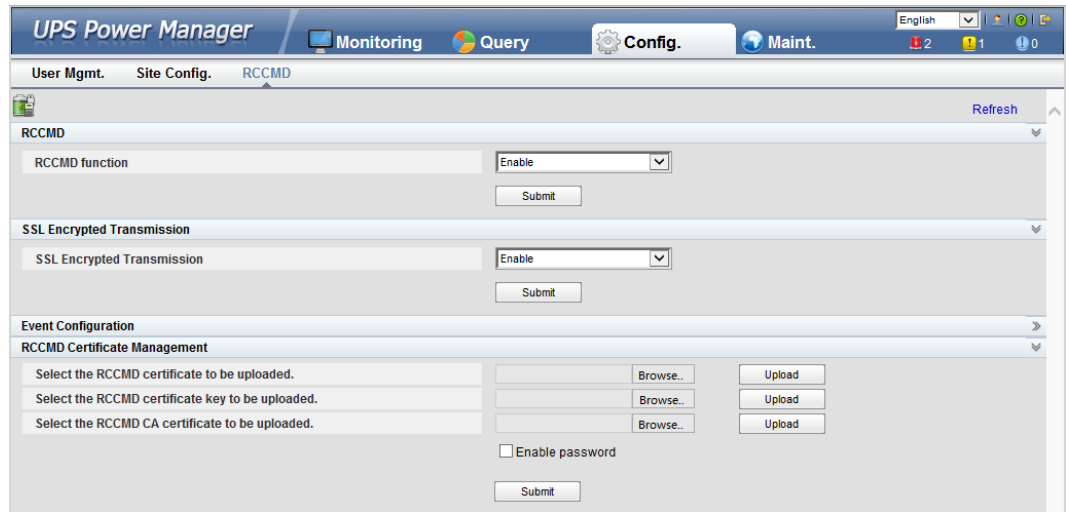 UPS Power Manager
Monitoring Query Config. Maint.
English
2 1 0
User Mgmt. Site Config. RCCMD
Refresh
RCCMD
RCCMD function Enable
Submit
SSL Encrypted Transmission
SSL Encrypted Transmission Enable
Submit
Event Configuration
RCCMD Certificate Management
Select the RCCMD certificate to be uploaded. Browse.. Upload
Select the RCCMD certificate key to be uploaded. Browse.. Upload
Select the RCCMD CA certificate to be uploaded. Browse.. Upload
Enable password
Submit